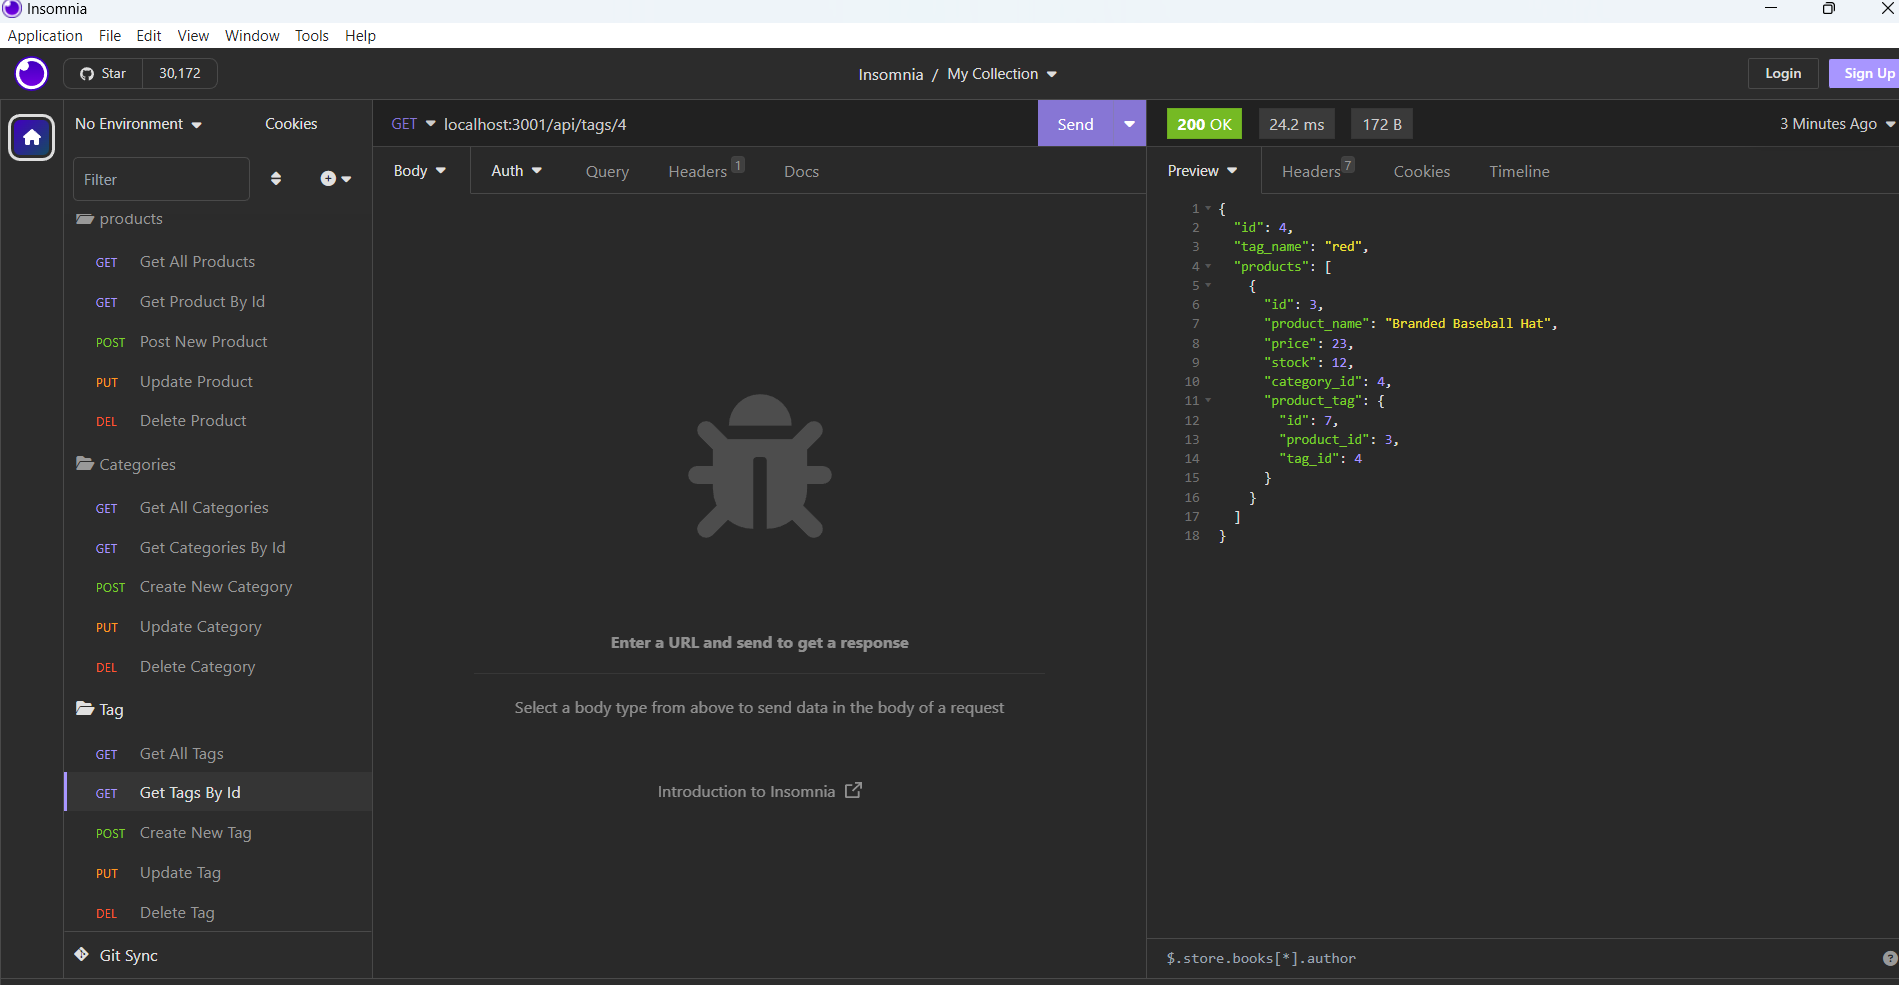 Insomnia
Application File Edit View Window Tools Help
Star 30,172
Insomnia / My Collection
Login Sign Up
No Environment Cookies
Filter
products
GET Get All Products
GET Get Product By Id
POST Post New Product
PUT Update Product
DEL Delete Product
Categories
GET Get All Categories
GET Get Categories By Id
POST Create New Category
PUT Update Category
DEL Delete Category
Tag
GET Get All Tags
GET Get Tags By Id
POST Create New Tag
PUT Update Tag
DEL Delete Tag
Git Sync
GET localhost:3001/api/tags/4 Send
Body Auth Query Headers 1 Docs
Enter a URL and send to get a response
Select a body type from above to send data in the body of a request
Introduction to Insomnia
200 OK 24.2 ms 172 B 3 Minutes Ago
Preview Headers 7 Cookies Timeline
1 {
2 "id": 4,
3 "tag_name": "red",
4 "products": [
5 {
6 "id": 3,
7 "product_name": "Branded Baseball Hat",
8 "price": 23,
9 "stock": 12,
10 "category_id": 4,
11 "product_tag": {
12 "id": 7,
13 "product_id": 3,
14 "tag_id": 4
15 }
16 }
17 ]
18 }
$.store.books[*].author ?